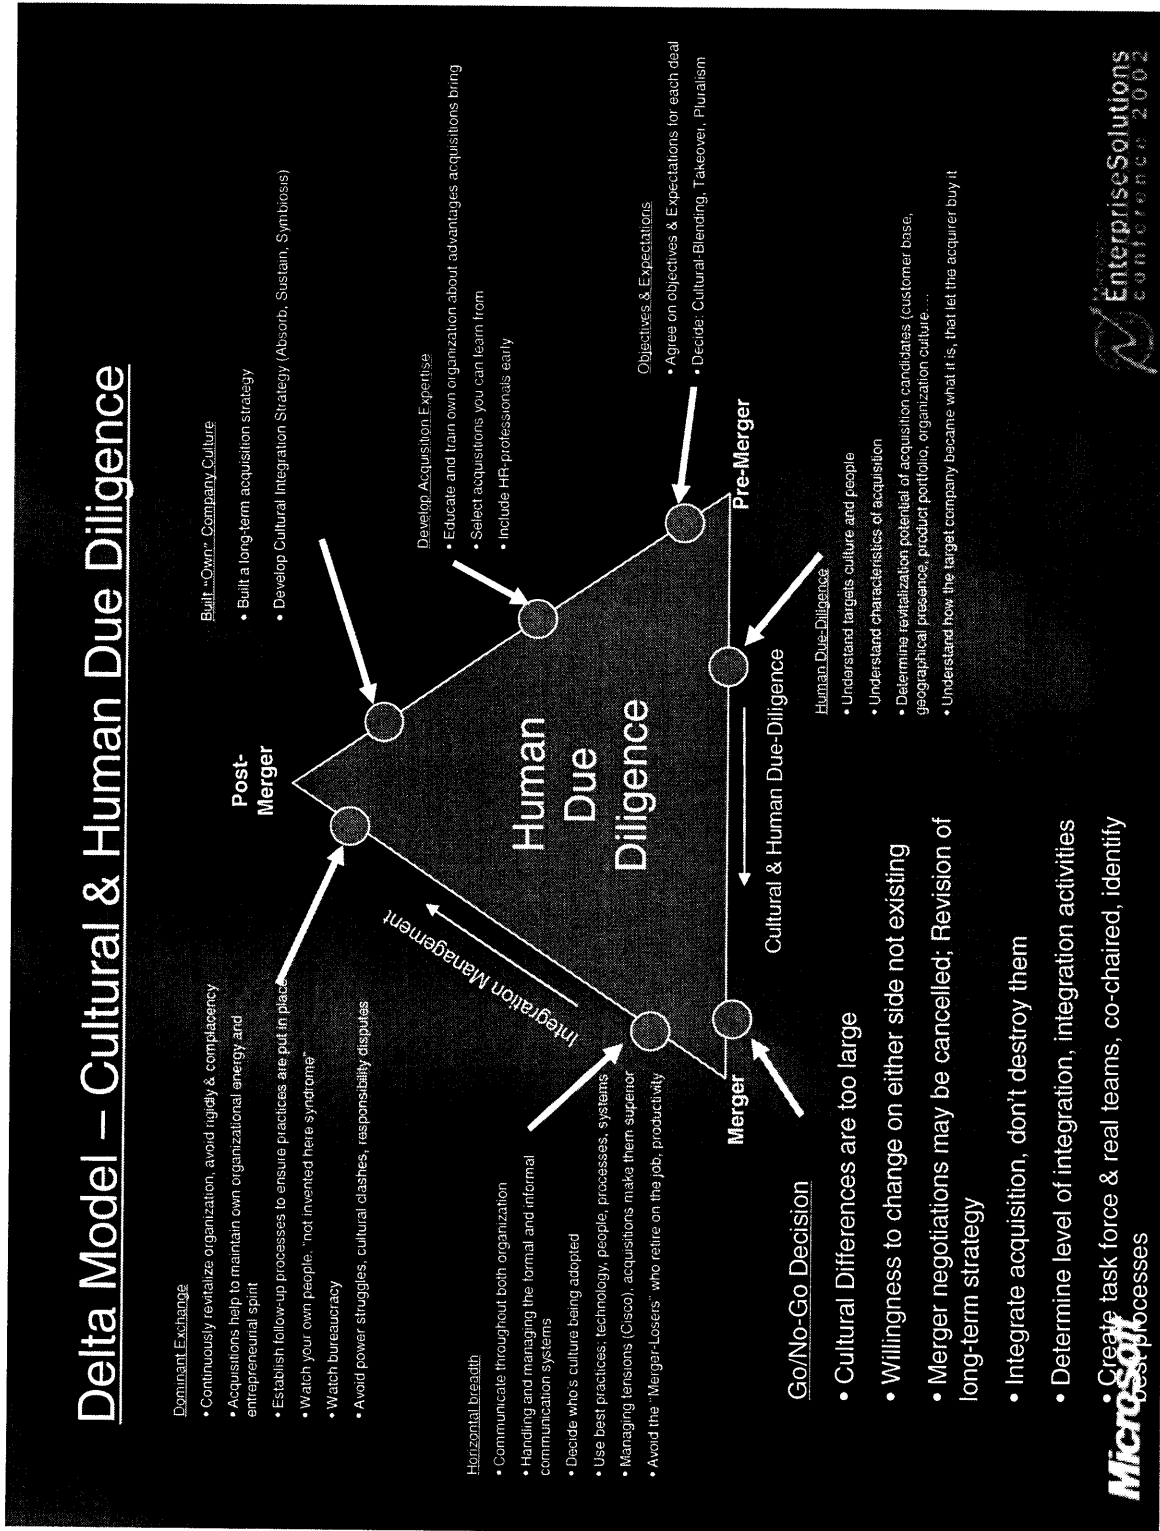 Delta Model – Cultural & Human Due Diligence
Dominant Exchange
• Continuously revitalize organization, avoid rigidity & complacency
• Acquisitions help to maintain own organizational energy and
entrepreneurial spirit
• Establish follow-up processes to ensure practices are put in place
• Watch your own people, "not invented here syndrome"
• Watch bureaucracy
• Avoid power struggles, cultural clashes, responsibility disputes
Post-
Merger
Built "Own" Company Culture
• Built a long-term acquisition strategy
• Develop Cultural Integration Strategy (Absorb, Sustain, Symbiosis)
Develop Acquisition Expertise
• Educate and train own organization about advantages acquisitions bring
• Select acquisitions you can learn from
• Include HR-professionals early
Integration Management
Human
Due
Diligence
Horizontal breadth
• Communicate throughout both organization
• Handling and managing the formal and informal
communication systems
• Decide who's culture being adopted
• Use best practices: technology, people, processes, systems
• Managing tensions (Cisco), acquisitions make them superior
• Avoid the "Merger-Losers" who retire on the job, productivity
Objectives & Expectations
• Agree on objectives & Expectations for each deal
• Decide: Cultural-Blending, Takeover, Pluralism
Merger
Pre-Merger
Cultural & Human Due-Diligence
Go/No-Go Decision
• Cultural Differences are too large
• Willingness to change on either side not existing
• Merger negotiations may be cancelled; Revision of
long-term strategy
• Integrate acquisition, don't destroy them
• Determine level of integration, integration activities
• Create task force & real teams, co-chaired, identify
best processes
Human Due-Diligence
• Understand targets culture and people
• Understand characteristics of acquisition
• Determine revitalization potential of acquisition candidates (customer base,
geographical presence, product portfolio, organization culture…
• Understand how the target company became what it is, that let the acquirer buy it
Microsoft
Microsoft
EnterpriseSolutions
conference 2002